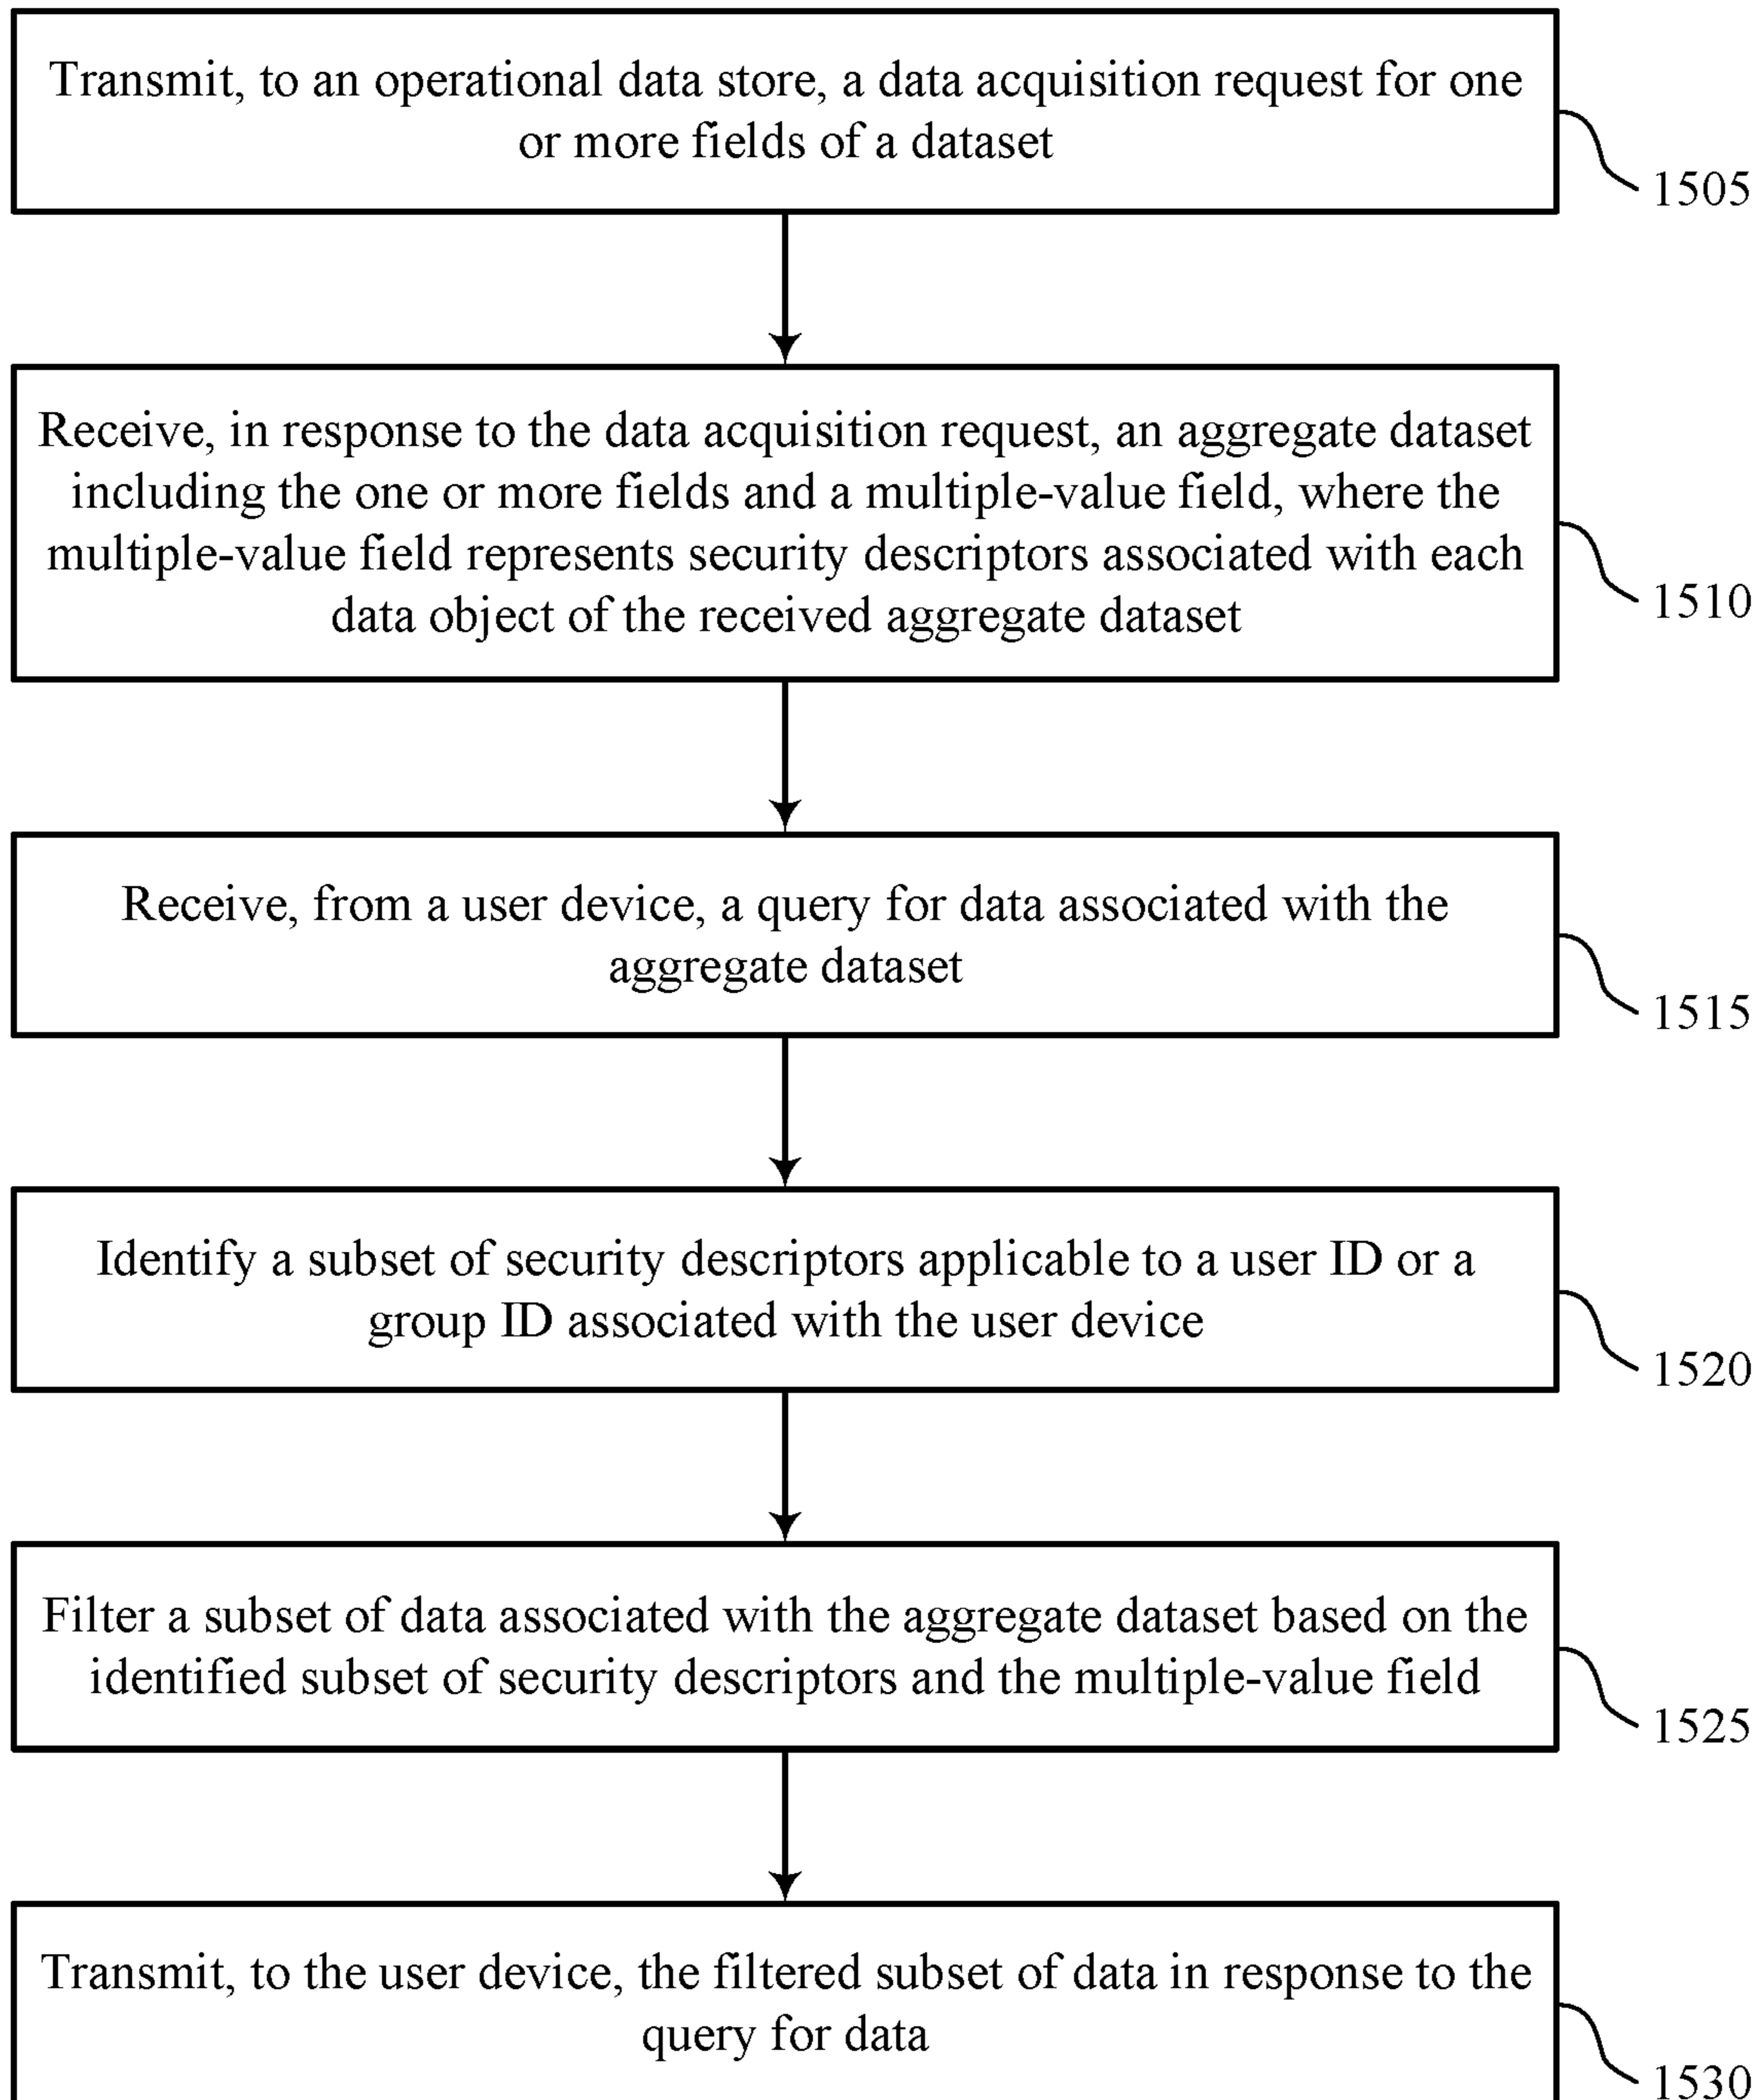 Transmit, to an operational data store, a data acquisition request for one
or more fields of a dataset
1505
Receive, in response to the data acquisition request, an aggregate dataset
including the one or more fields and a multiple-value field, where the
multiple-value field represents security descriptors associated with each
data object of the received aggregate dataset
1510
Receive, from a user device, a query for data associated with the
aggregate dataset
1515
Identify a subset of security descriptors applicable to a user ID or a
group ID associated with the user device
1520
Filter a subset of data associated with the aggregate dataset based on the
identified subset of security descriptors and the multiple-value field
1525
Transmit, to the user device, the filtered subset of data in response to the
query for data
1530